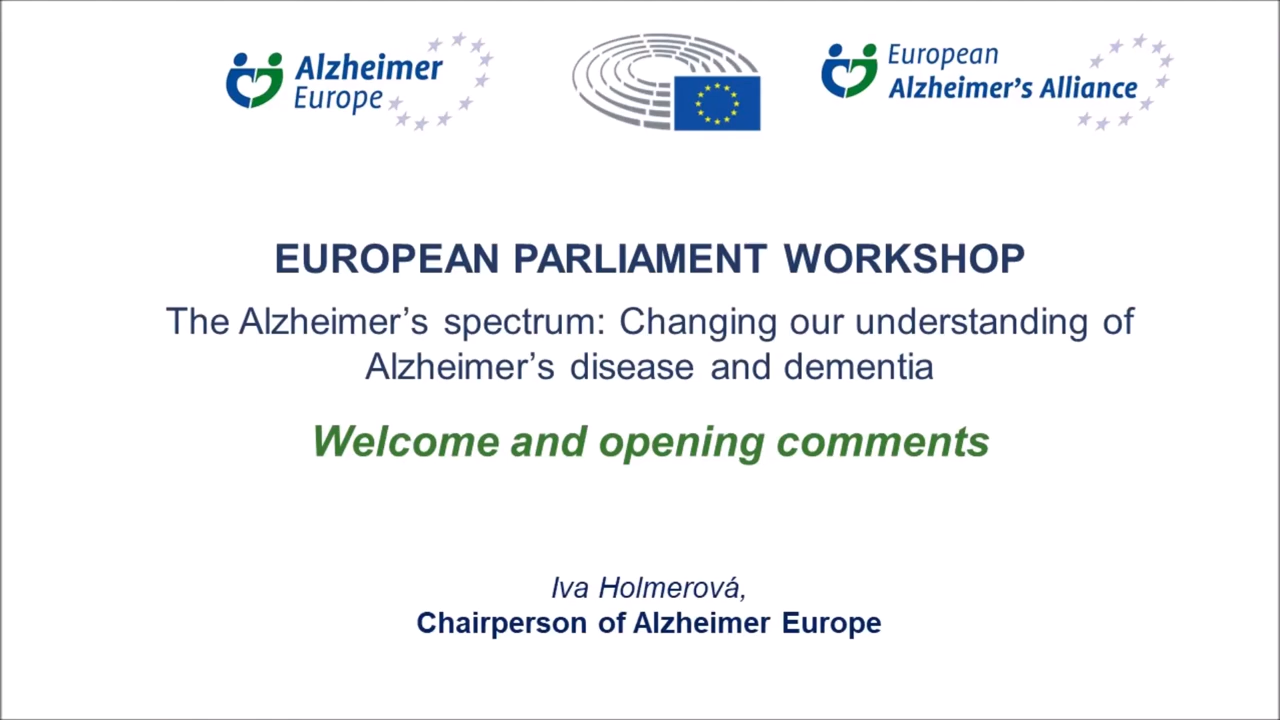 Alzheimer
Europe
European
Alzheimer's Alliance
EUROPEAN PARLIAMENT WORKSHOP
The Alzheimer's spectrum: Changing our understanding of
Alzheimer's disease and dementia
Welcome and opening comments
Iva Holmerová,
Chairperson of Alzheimer Europe